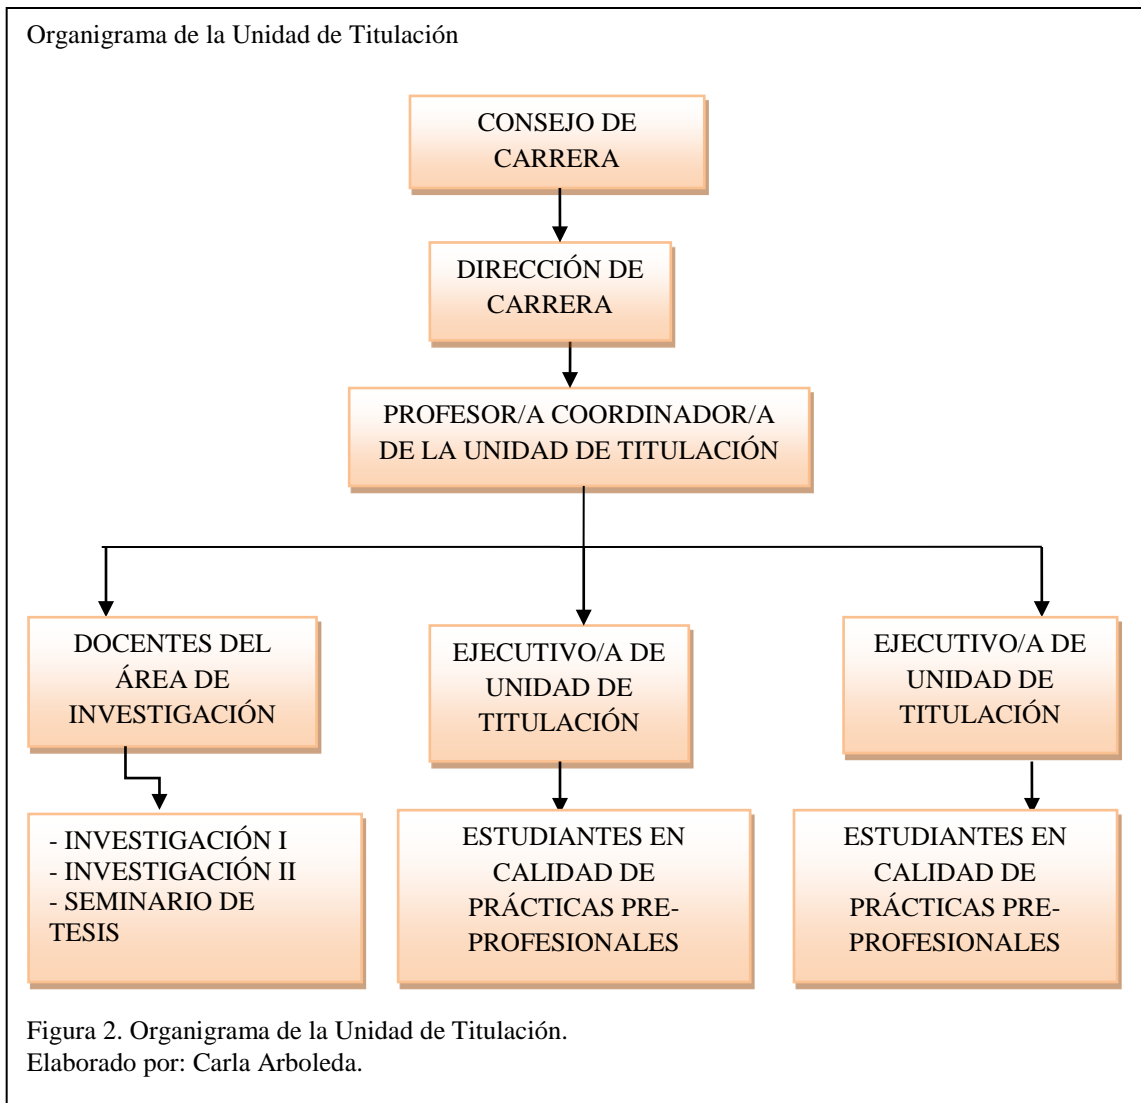 Organigrama de la Unidad de Titulación
CONSEJO DE
CARRERA
DIRECCIÓN DE
CARRERA
PROFESOR/A COORDINADOR/A
DE LA UNIDAD DE TITULACIÓN
DOCENTES DEL
ÁREA DE
INVESTIGACIÓN
EJECUTIVO/A DE
UNIDAD DE
TITULACIÓN
EJECUTIVO/A DE
UNIDAD DE
TITULACIÓN
- INVESTIGACIÓN I
- INVESTIGACIÓN II
- SEMINARIO DE
TESIS
ESTUDIANTES EN
CALIDAD DE
PRÁCTICAS PRE-
PROFESIONALES
ESTUDIANTES EN
CALIDAD DE
PRÁCTICAS PRE-
PROFESIONALES
Figura 2. Organigrama de la Unidad de Titulación.
Elaborado por: Carla Arboleda.